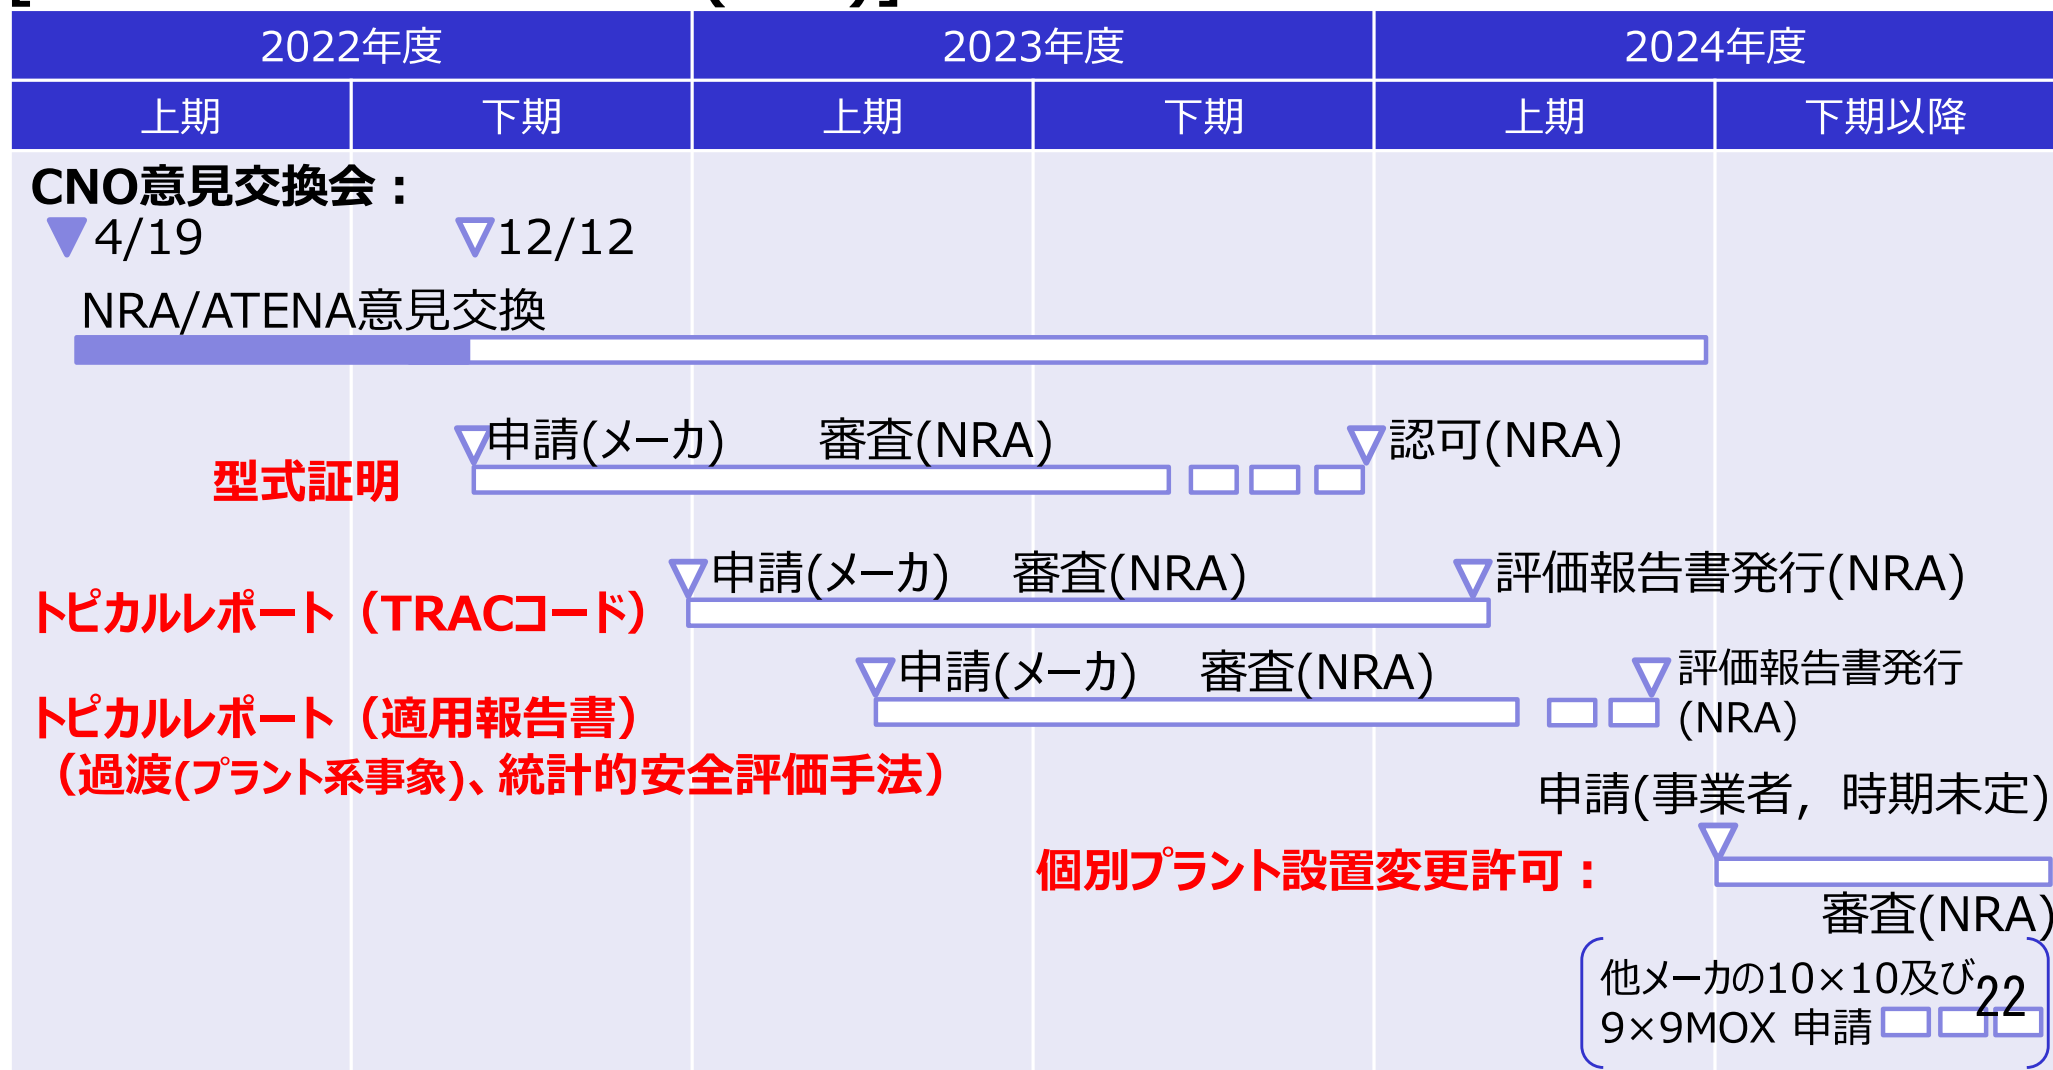 2022年度 2023年度 2024年度
上期 下期 上期 下期 上期 下期以降
CNO意見交換会：
4/19 12/12
NRA/ATENA意見交換
申請(メーカ) 審査(NRA) 認可(NRA)
型式証明
申請(メーカ) 審査(NRA) 評価報告書発行(NRA)
トピカルレポート（TRACコード）
申請(メーカ) 審査(NRA) 評価報告書発行
(NRA)
トピカルレポート（適用報告書）
（過渡(プラント系事象)、統計的安全評価手法）
申請(事業者，時期未定)
個別プラント設置変更許可：
審査(NRA)
他メーカの10×10及び
9×9MOX 申請
22